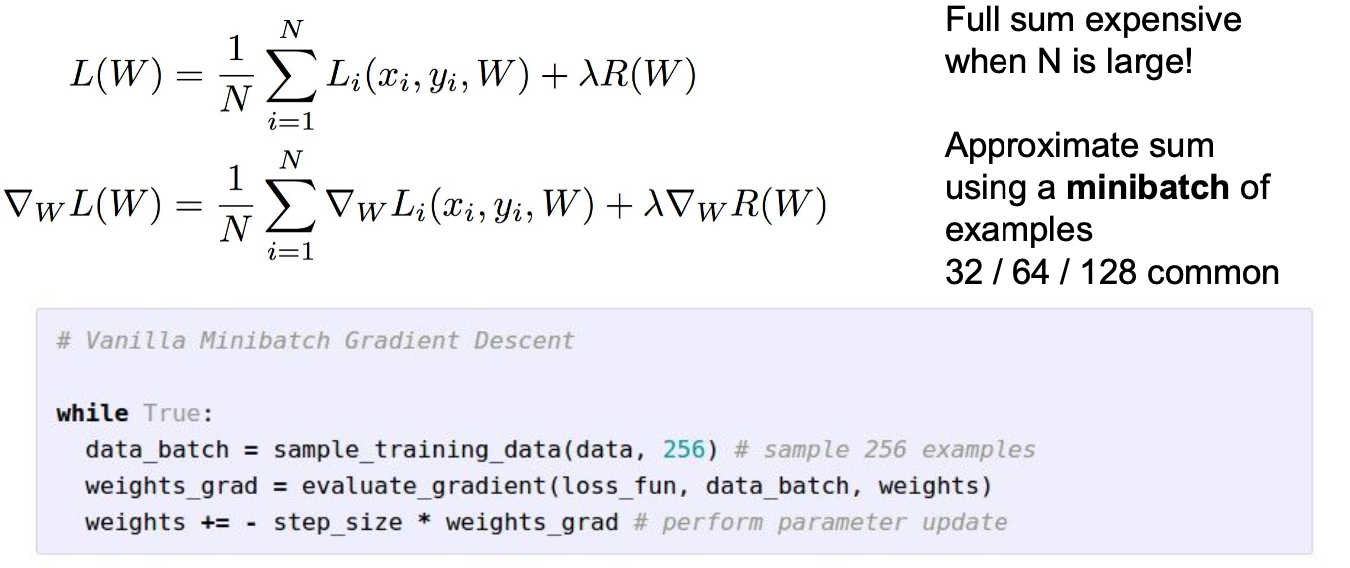 L(W) = \frac{1}{N} \sum_{i=1}^{N} L_i(x_i, y_i, W) + \lambda R(W)
\nabla_W L(W) = \frac{1}{N} \sum_{i=1}^{N} \nabla_W L_i(x_i, y_i, W) + \lambda \nabla_W R(W)
Full sum expensive
when N is large!
Approximate sum
using a minibatch of
examples
32 / 64 / 128 common
# Vanilla Minibatch Gradient Descent
while True:
  data_batch = sample_training_data(data, 256) # sample 256 examples
  weights_grad = evaluate_gradient(loss_fun, data_batch, weights)
  weights += - step_size * weights_grad # perform parameter update